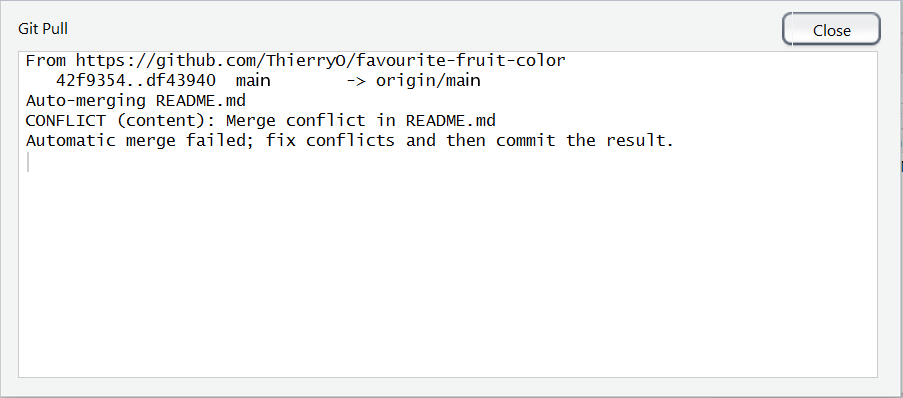 Git Pull
Close
From https://github.com/ThierryO/favourite-fruit-color
   42f9354..df43940  main       -> origin/main
Auto-merging README.md
CONFLICT (content): Merge conflict in README.md
Automatic merge failed; fix conflicts and then commit the result.